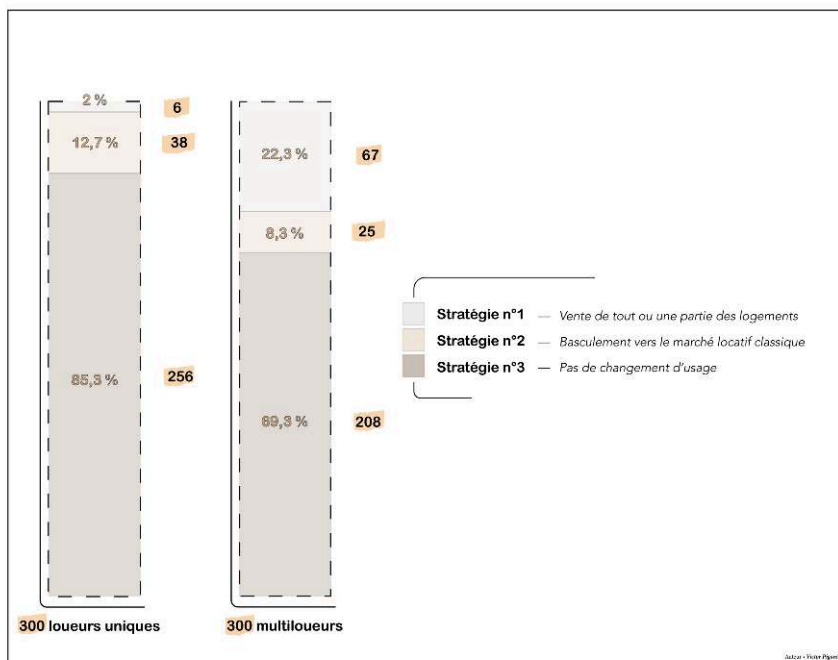 2 %
6
12,7 %
38
85,3 %
256
300 loueurs uniques
22,3 %
67
8,3 %
25
69,3 %
208
300 multiloueurs
Stratégie n°1 — Vente de tout ou une partie des logements
Stratégie n°2 — Basculement vers le marché locatif classique
Stratégie n°3 — Pas de changement d'usage
Auteur - Victor